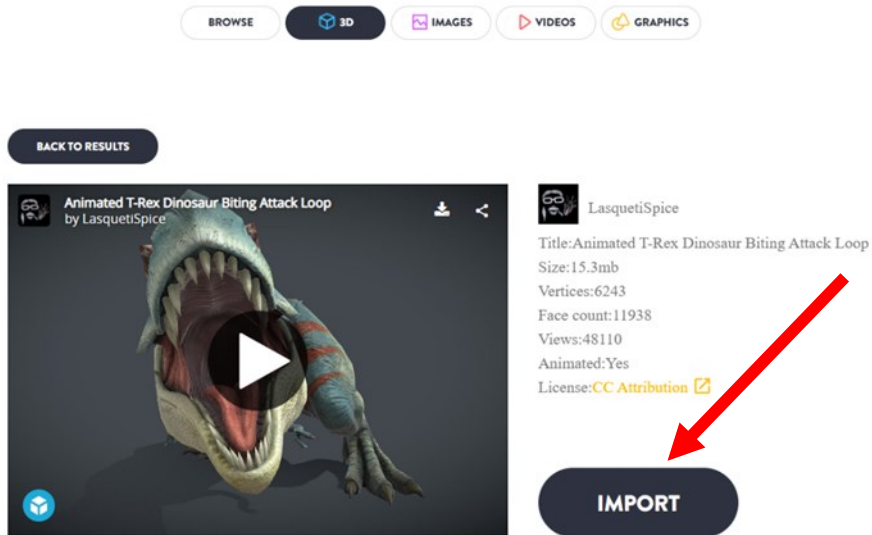 BROWSE
3D
IMAGES
VIDEOS
GRAPHICS
BACK TO RESULTS
Animated T-Rex Dinosaur Biting Attack Loop
by LasquetiSpice
LasquetiSpice
Title:Animated T-Rex Dinosaur Biting Attack Loop
Size:15.3mb
Vertices:6243
Face count:11938
Views:48110
Animated:Yes
License:CC Attribution
IMPORT